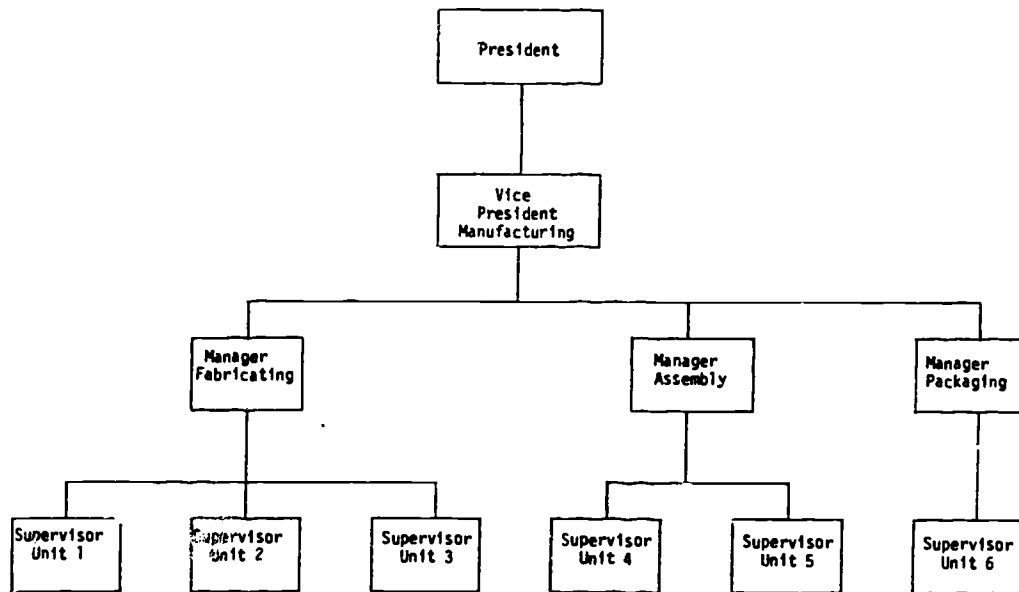 President
Vice
President
Manufacturing
Manager
Fabricating
Manager
Assembly
Manager
Packaging
Supervisor
Unit 1
Supervisor
Unit 2
Supervisor
Unit 3
Supervisor
Unit 4
Supervisor
Unit 5
Supervisor
Unit 6